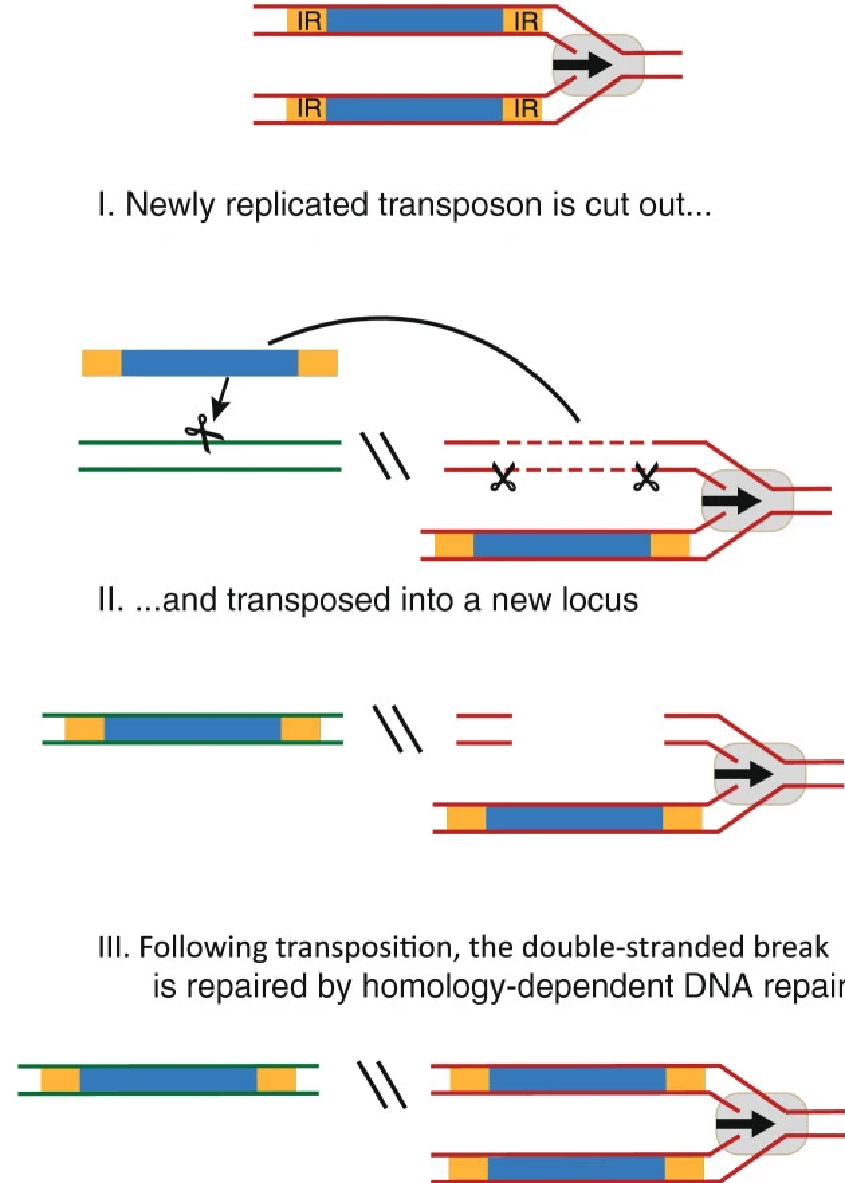 IR IR
IR IR
I. Newly replicated transposon is cut out...
II. ...and transposed into a new locus
III. Following transposition, the double-stranded break
is repaired by homology-dependent DNA repair